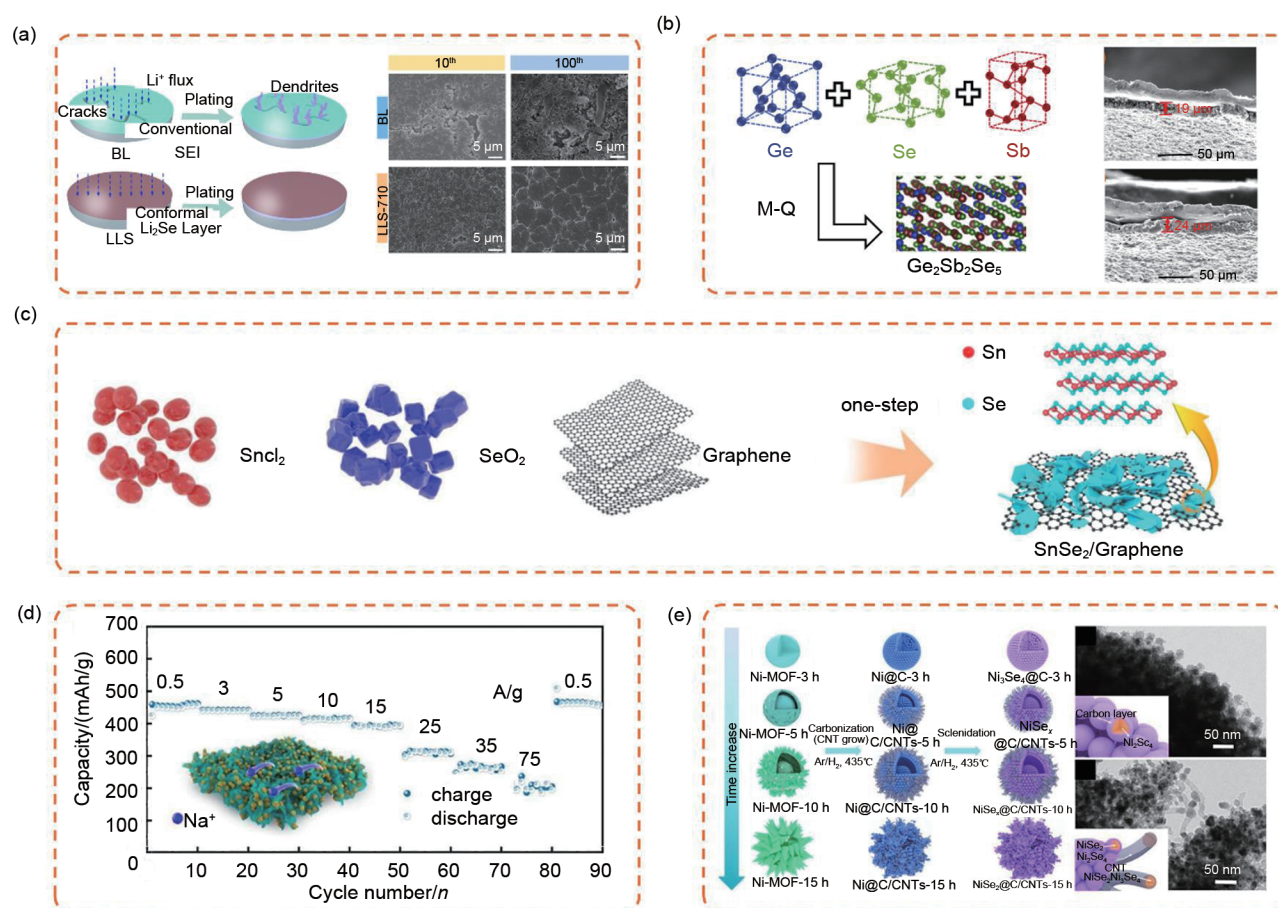 (a)
Li⁺ flux
Cracks
Plating
Conventional
BL
SEI
Dendrites
Plating
Conformal
Li₂Se Layer
LLS
10ᵗʰ
100ᵗʰ
BL
5 μm
5 μm
LLS-710
5 μm
5 μm
(b)
Ge
Se
Sb
M-Q
Ge₂Sb₂Se₅
19 μm
50 μm
24 μm
50 μm
(c)
Sncl₂
SeO₂
Graphene
one-step
Sn
Se
SnSe₂/Graphene
(d)
Capacity/(mAh/g)
700
600
500
400
300
200
100
0
0.5
3
5
10
15
25
35
75
A/g
0.5
charge
discharge
Na⁺
0
10
20
30
40
50
60
70
80
90
Cycle number/n
(e)
Time increase
Ni-MOF-3 h
Ni@C-3 h
Ni₃Se₄@C-3 h
Ni-MOF-5 h
Carbonization
(CNT grow)
Ar/H₂, 435℃
Ni@
C/CNTs-5 h
Sclenidation
Ar/H₂, 435℃
NiSeₓ
@C/CNTs-5 h
Ni-MOF-10 h
Ni@C/CNTs-10 h
NiSeₓ@C/CNTs-10 h
Ni-MOF-15 h
Ni@C/CNTs-15 h
NiSe₂@C/CNTs-15 h
Carbon layer
Ni₂Sc₄
50 nm
NiSe₂
Ni₂Se₄
CNT
50 nm